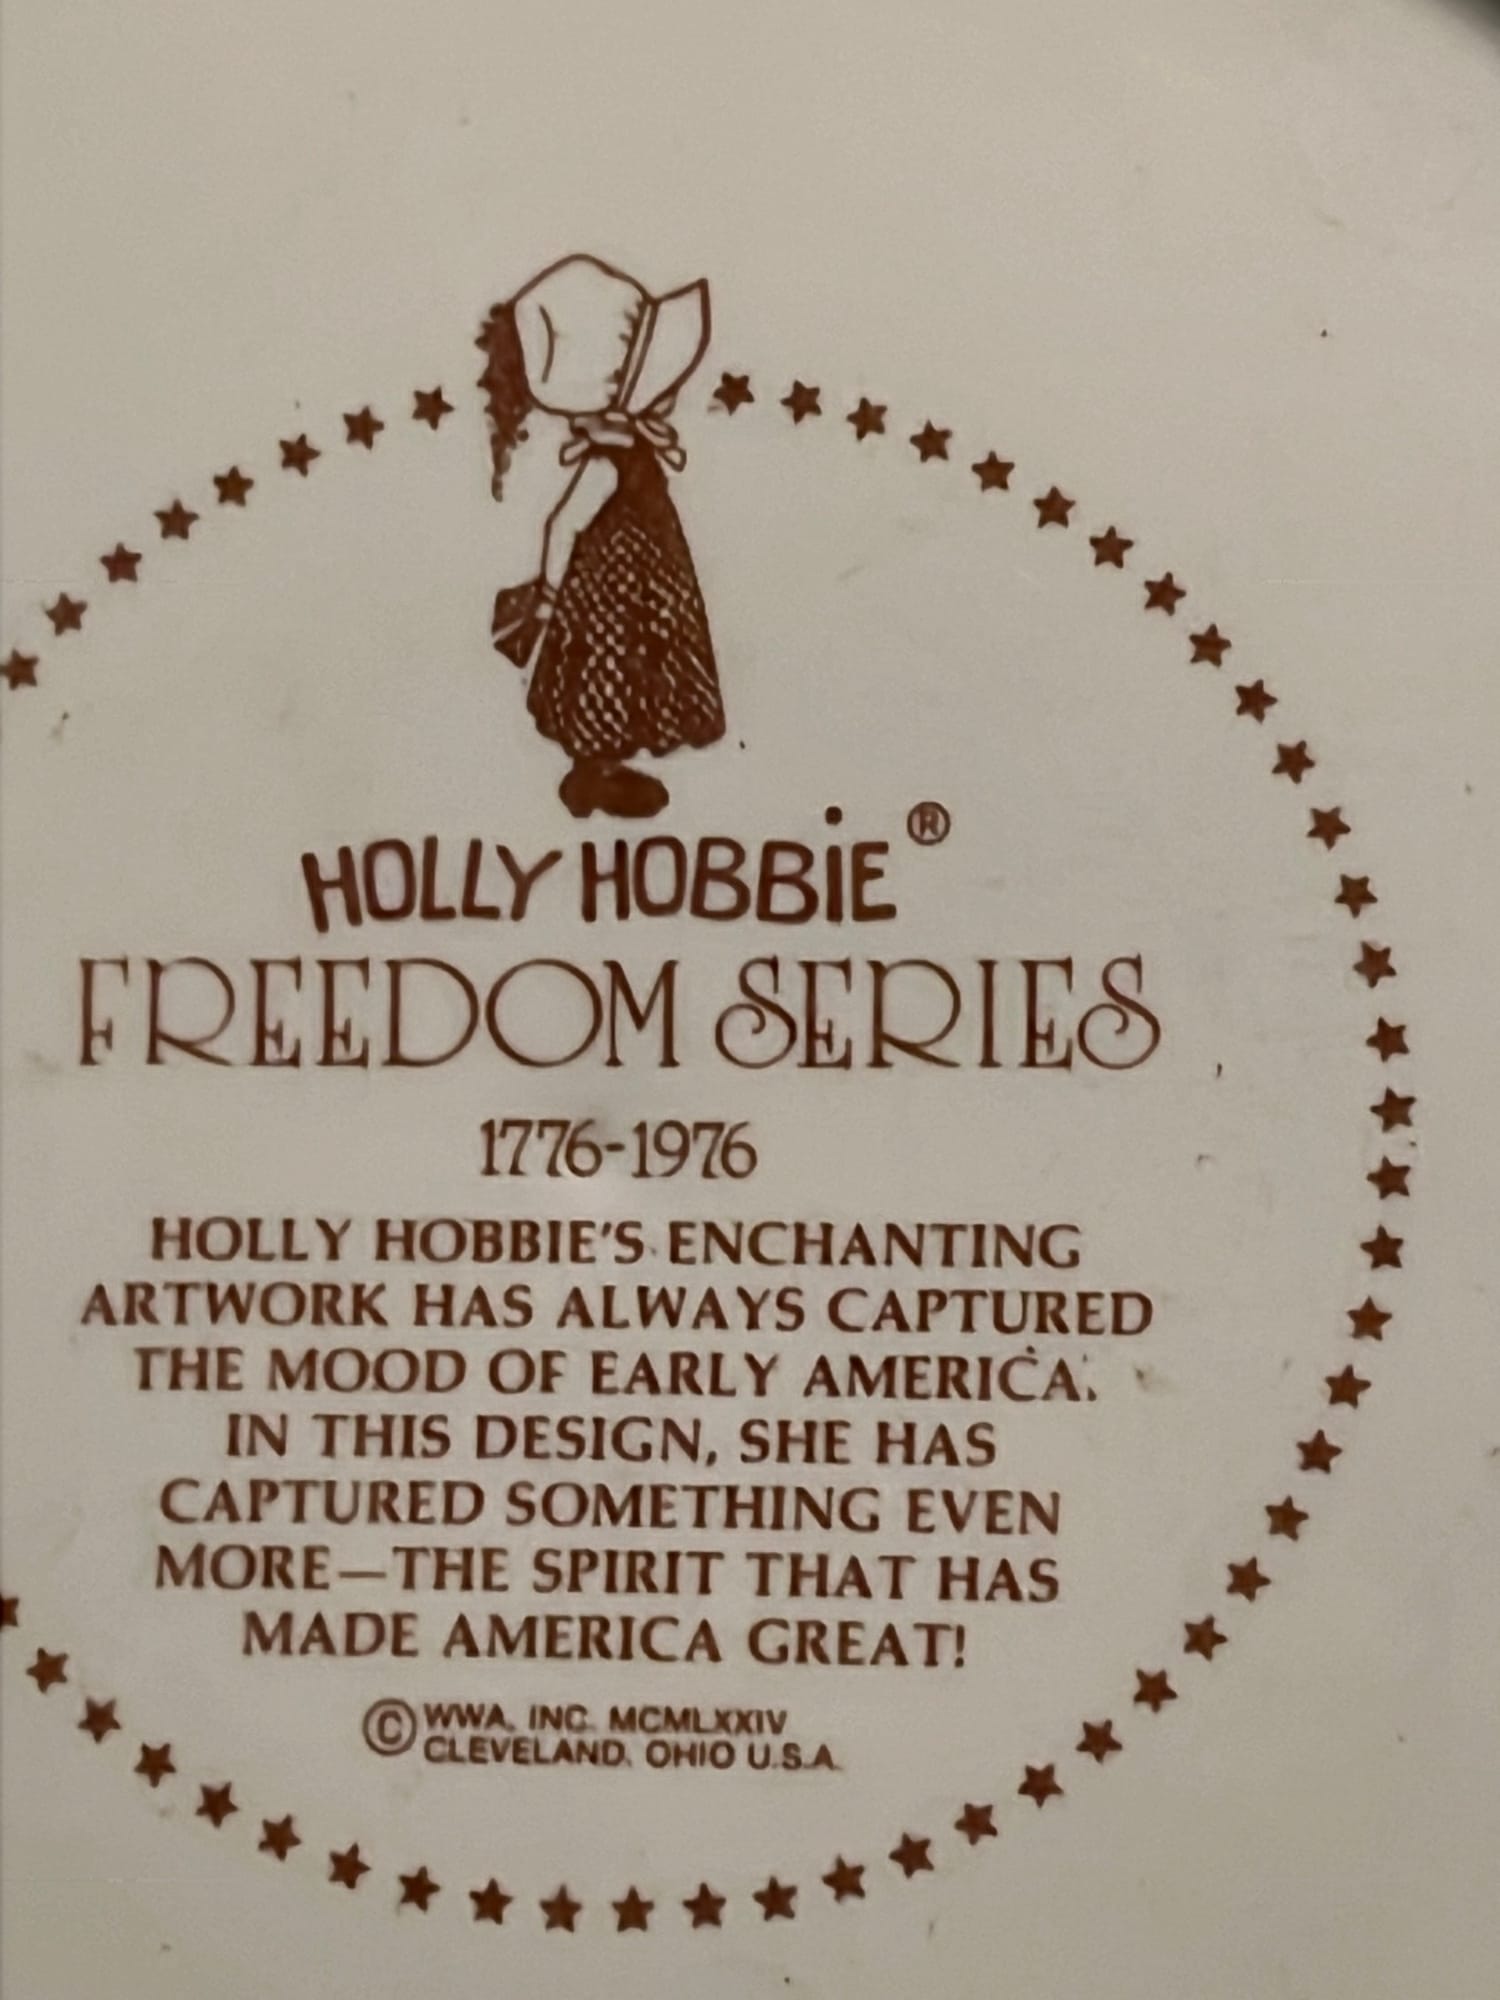 HOLLY HOBBiE®
FREEDOM SERIES
1776-1976
HOLLY HOBBIE'S ENCHANTING
ARTWORK HAS ALWAYS CAPTURED
THE MOOD OF EARLY AMERICA.
IN THIS DESIGN, SHE HAS
CAPTURED SOMETHING EVEN
MORE—THE SPIRIT THAT HAS
MADE AMERICA GREAT!
© WWA, INC. MCMLXXIV
CLEVELAND, OHIO U.S.A.